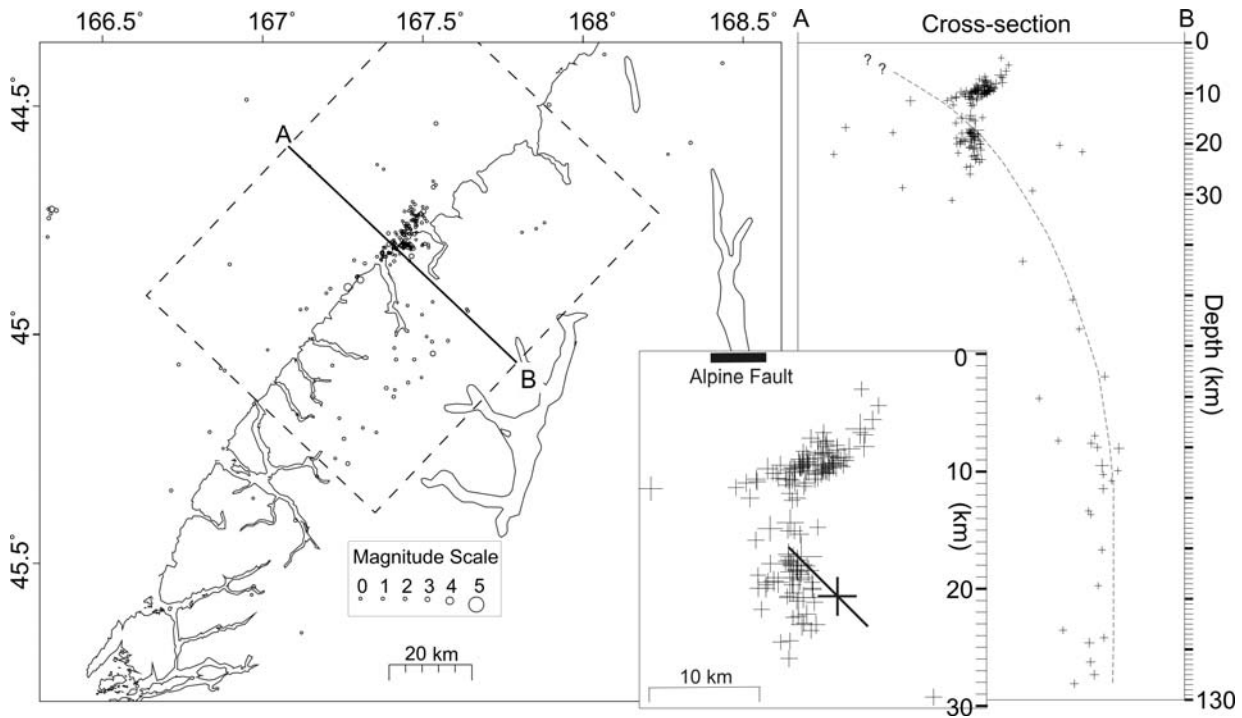 166.5° 167° 167.5° 168° 168.5°
A Cross-section B
44.5°
45°
45.5°
A
B
Magnitude Scale
0 1 2 3 4 5
20 km
? ?
0
10
20
30
Depth (km)
130
Alpine Fault
0
10
(km)
20
30
10 km